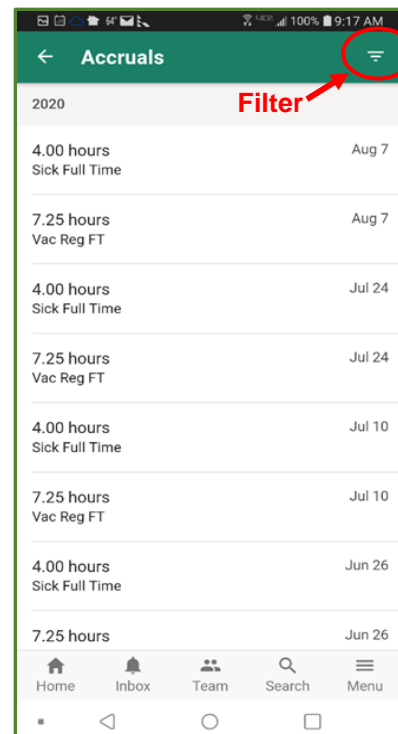 64° 4G LTE 100% 9:17 AM
Accruals
2020 Filter
4.00 hours Aug 7
Sick Full Time
7.25 hours Aug 7
Vac Reg FT
4.00 hours Jul 24
Sick Full Time
7.25 hours Jul 24
Vac Reg FT
4.00 hours Jul 10
Sick Full Time
7.25 hours Jul 10
Vac Reg FT
4.00 hours Jun 26
Sick Full Time
7.25 hours Jun 26
Home Inbox Team Search Menu